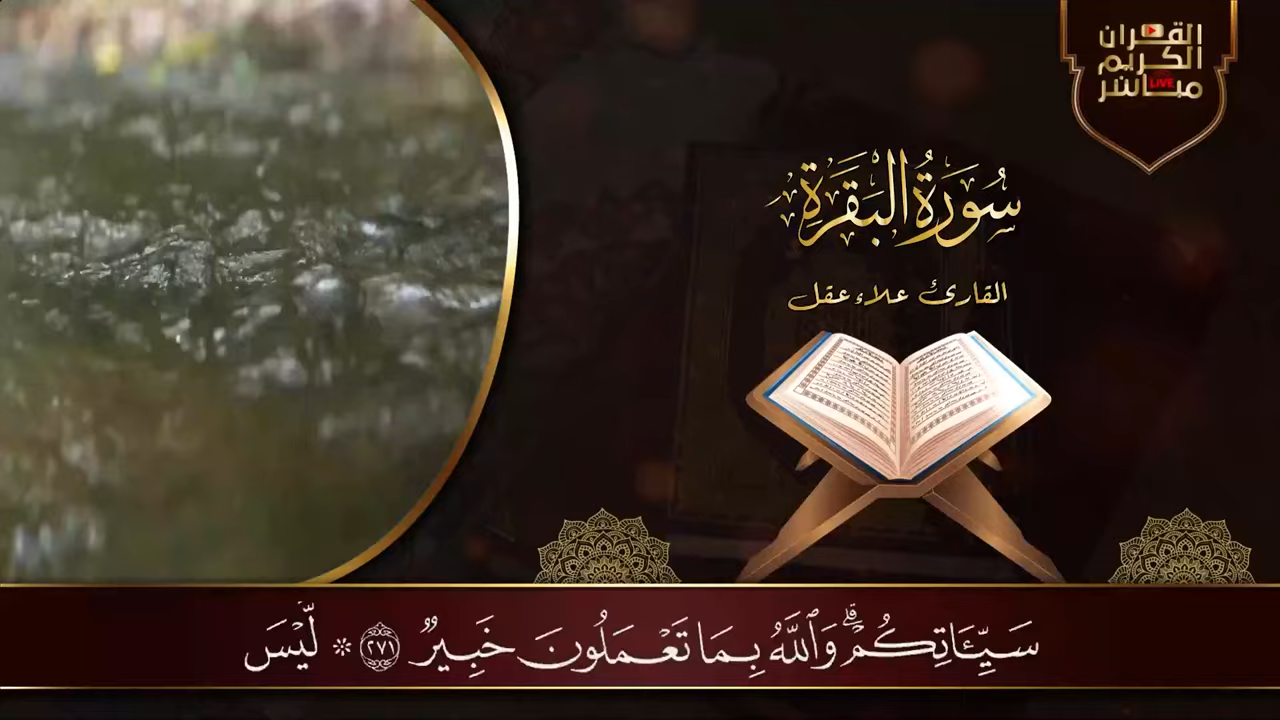 القرآن
الكريم
مباشر
LIVE
سُورَةُ البَقَرَةِ
القارئ علاء عقل
سَيِّـَٔاتِكُمْۗ وَٱللَّهُ بِمَا تَعْمَلُونَ خَبِيرٌ ۝٢٧١ ۞ لَّيْسَ